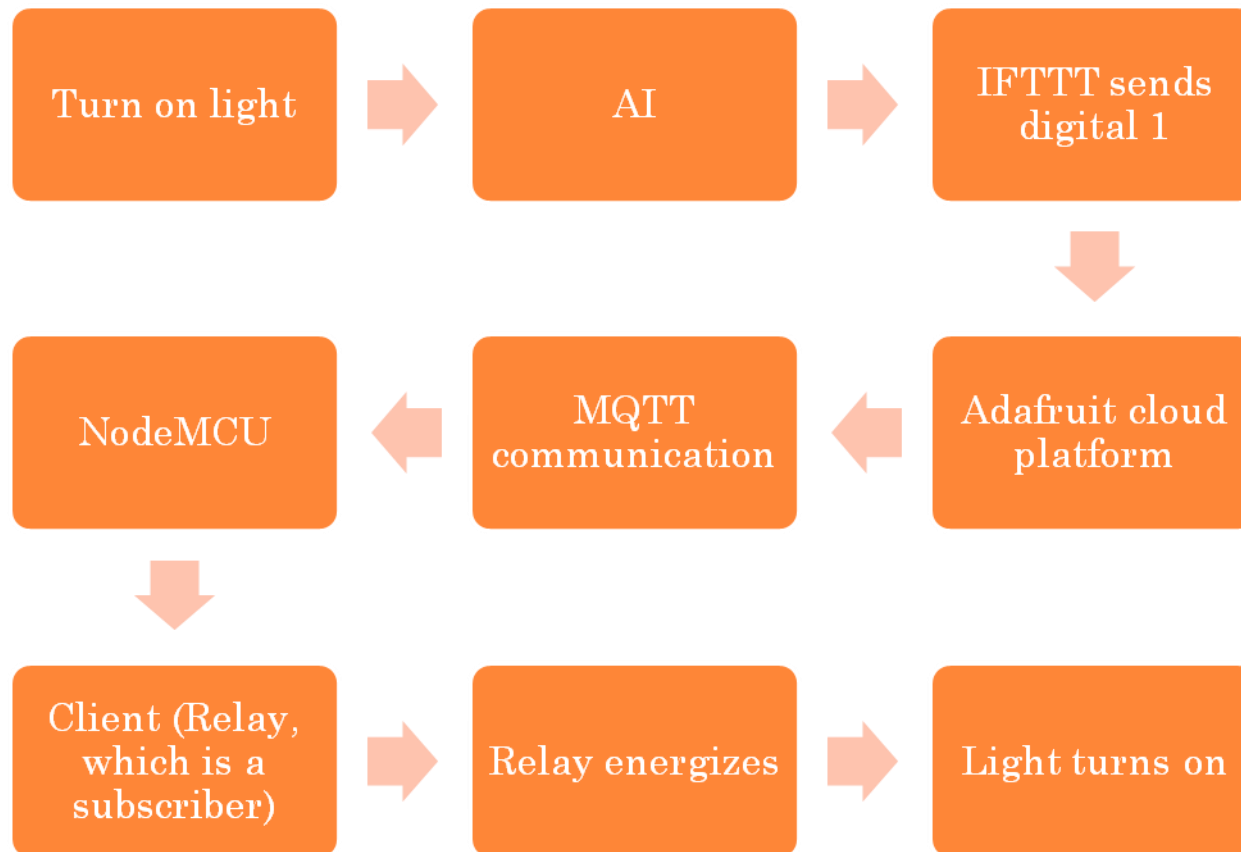 Turn on light
AI
IFTTT sends
digital 1
Adafruit cloud
platform
MQTT
communication
NodeMCU
Client (Relay,
which is a
subscriber)
Relay energizes
Light turns on